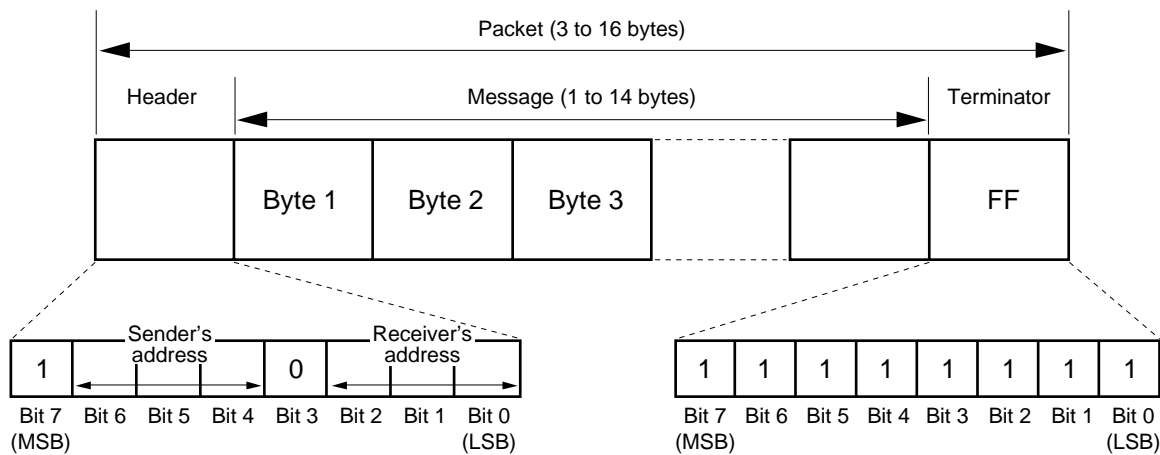 Packet (3 to 16 bytes)
Header
Message (1 to 14 bytes)
Terminator
Byte 1
Byte 2
Byte 3
FF
1
Sender's
address
0
Receiver's
address
Bit 7
(MSB)
Bit 6
Bit 5
Bit 4
Bit 3
Bit 2
Bit 1
Bit 0
(LSB)
1
1
1
1
1
1
1
1
Bit 7
(MSB)
Bit 6
Bit 5
Bit 4
Bit 3
Bit 2
Bit 1
Bit 0
(LSB)